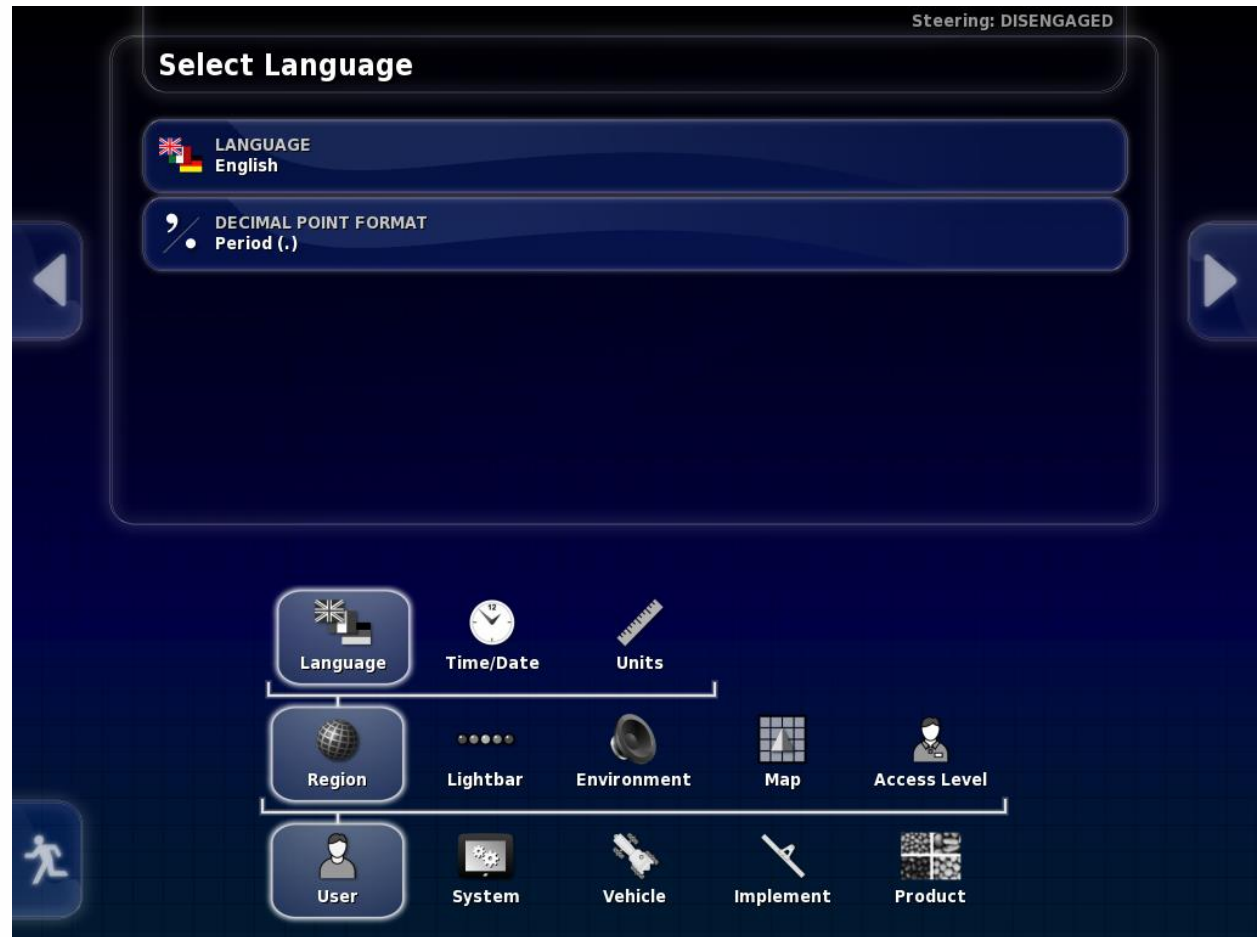 Steering: DISENGAGED
Select Language
LANGUAGE
English
DECIMAL POINT FORMAT
Period (.)
Language Time/Date Units
Region Lightbar Environment Map Access Level
12
User System Vehicle Implement Product